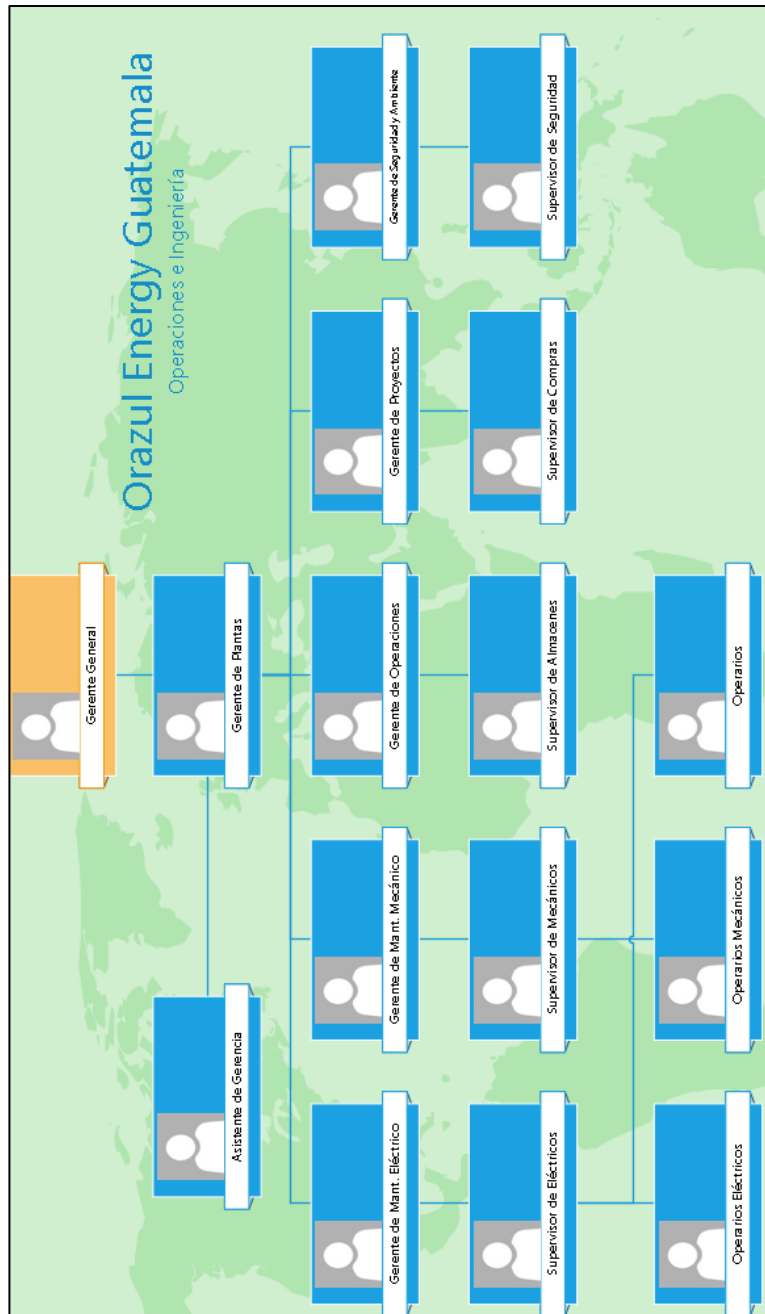 Orazul Energy Guatemala
Operaciones e Ingeniería
Gerente General
Asistente de Gerencia
Gerente de Plantas
Gerente de Mant. Eléctrico
Gerente de Mant. Mecánico
Gerente de Operaciones
Gerente de Proyectos
Gerente de Seguridad y Ambiente
Supervisor de Eléctricos
Supervisor de Mecánicos
Supervisor de Almacenes
Supervisor de Compras
Supervisor de Seguridad
Operarios Eléctricos
Operarios Mecánicos
Operarios